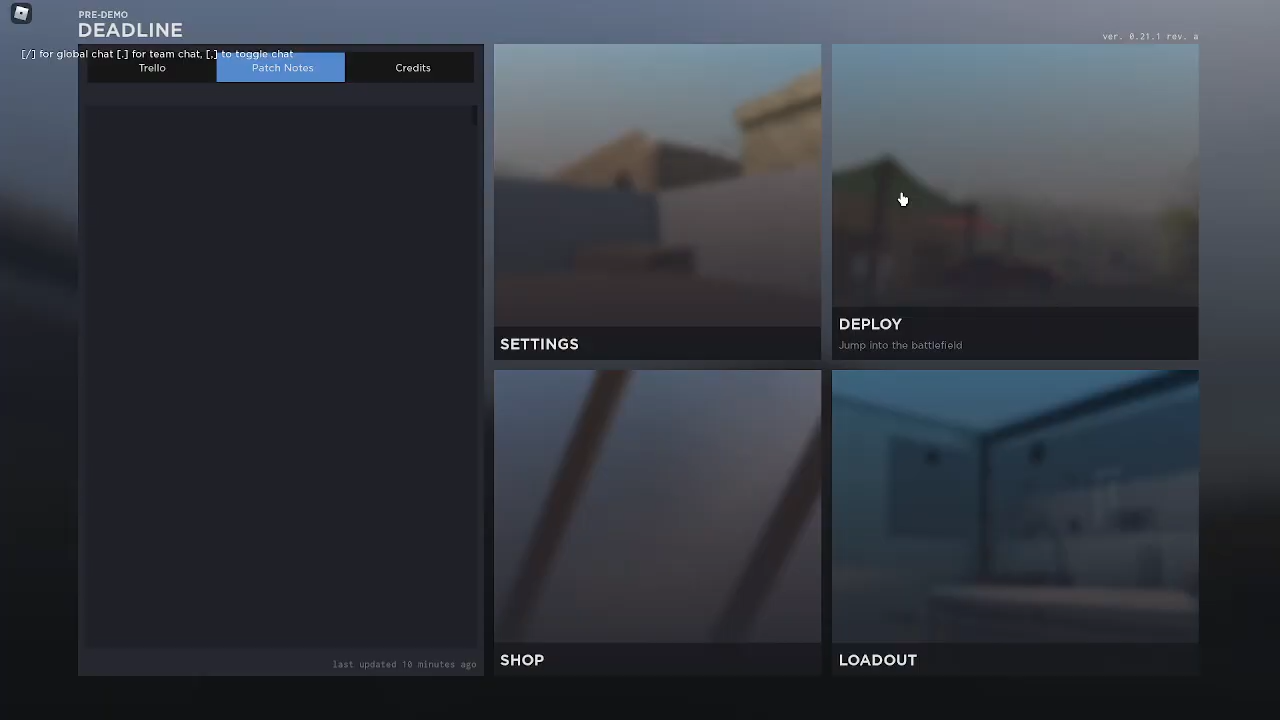 PRE-DEMO
DEADLINE
ver. 0.21.1 rev. a
[/] for global chat [.] for team chat, [,] to toggle chat
Trello
Patch Notes
Credits
SETTINGS
DEPLOY
Jump into the battlefield
SHOP
LOADOUT
last updated 10 minutes ago